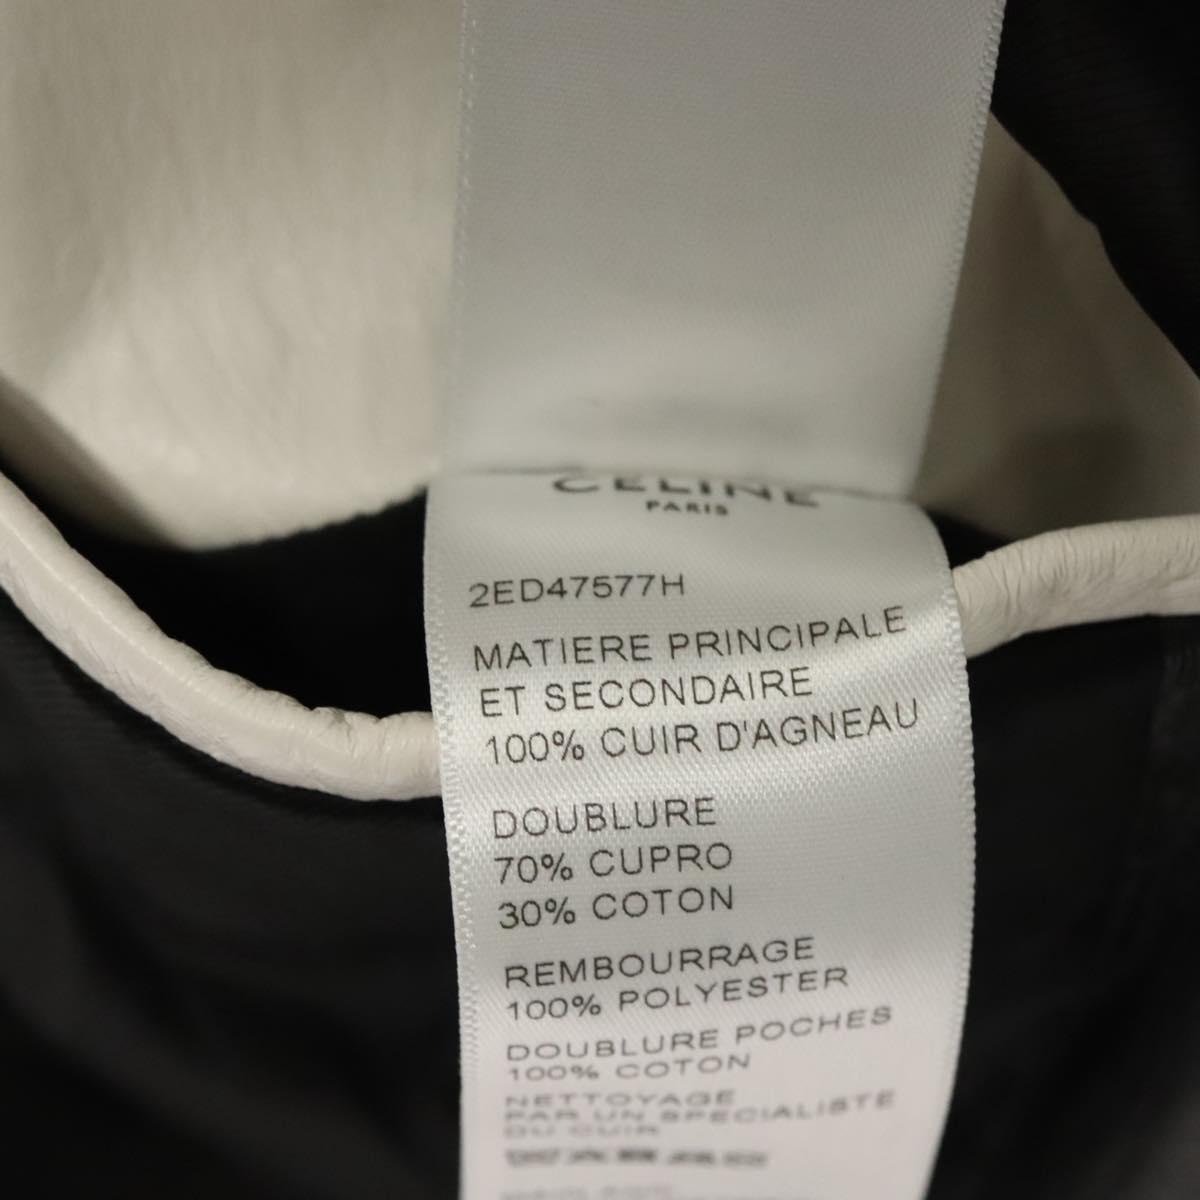 CELINE
PARIS
2ED47577H
MATIERE PRINCIPALE
ET SECONDAIRE
100% CUIR D'AGNEAU
DOUBLURE
70% CUPRO
30% COTON
REMBOURRAGE
100% POLYESTER
DOUBLURE POCHES
100% COTON
NETTOYAGE
PAR UN SPECIALISTE
DU CUIR